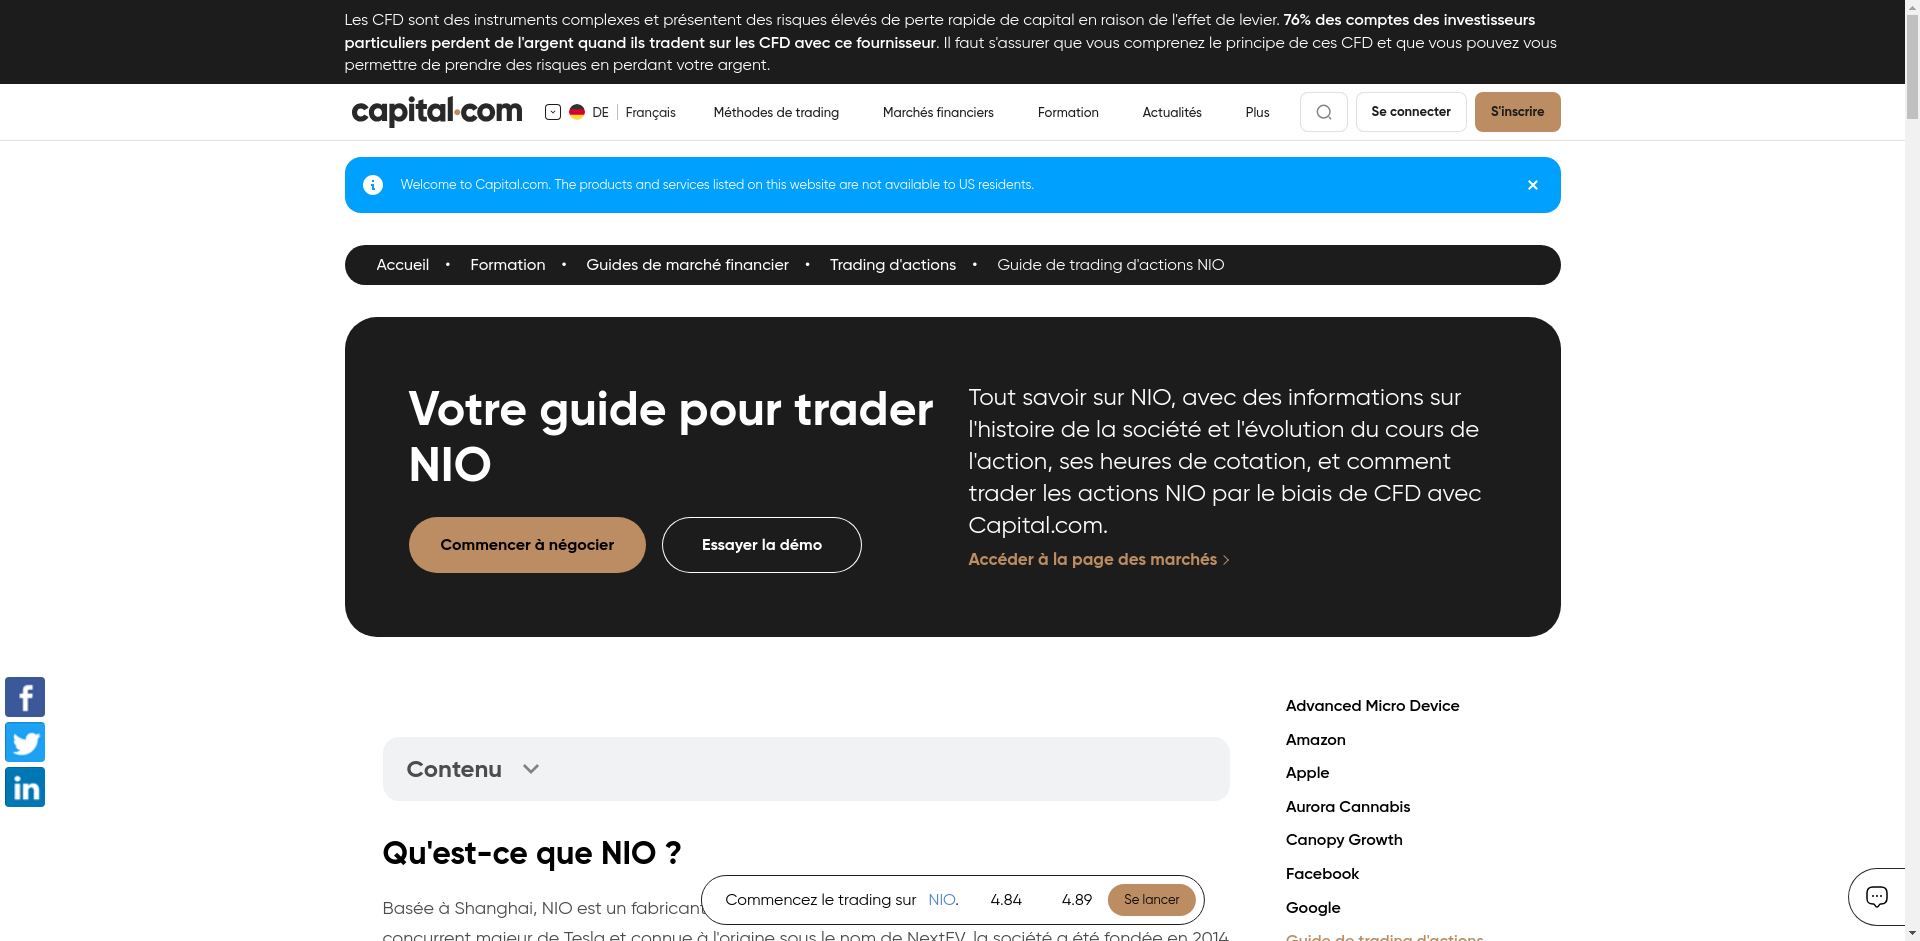 Les CFD sont des instruments complexes et présentent des risques élevés de perte rapide de capital en raison de l'effet de levier. 76% des comptes des investisseurs
particuliers perdent de l'argent quand ils tradent sur les CFD avec ce fournisseur. Il faut s'assurer que vous comprenez le principe de ces CFD et que vous pouvez vous
permettre de prendre des risques en perdant votre argent.
capital.com
DE Français
Méthodes de trading
Marchés financiers
Formation
Actualités
Plus
Se connecter
S'inscrire
Welcome to Capital.com. The products and services listed on this website are not available to US residents.
Accueil • Formation • Guides de marché financier • Trading d'actions • Guide de trading d'actions NIO
Votre guide pour trader
NIO
Commencer à négocier
Essayer la démo
Tout savoir sur NIO, avec des informations sur
l'histoire de la société et l'évolution du cours de
l'action, ses heures de cotation, et comment
trader les actions NIO par le biais de CFD avec
Capital.com.
Accéder à la page des marchés
Contenu
Qu'est-ce que NIO ?
Basée à Shanghai, NIO est un fabricant
concurrent majeur de Tesla et connue à l'origine sous le nom de NextEV, la société a été fondée en 2014
Advanced Micro Device
Amazon
Apple
Aurora Cannabis
Canopy Growth
Facebook
Google
Guide de trading d'actions
Commencez le trading sur NIO. 4.84 4.89 Se lancer